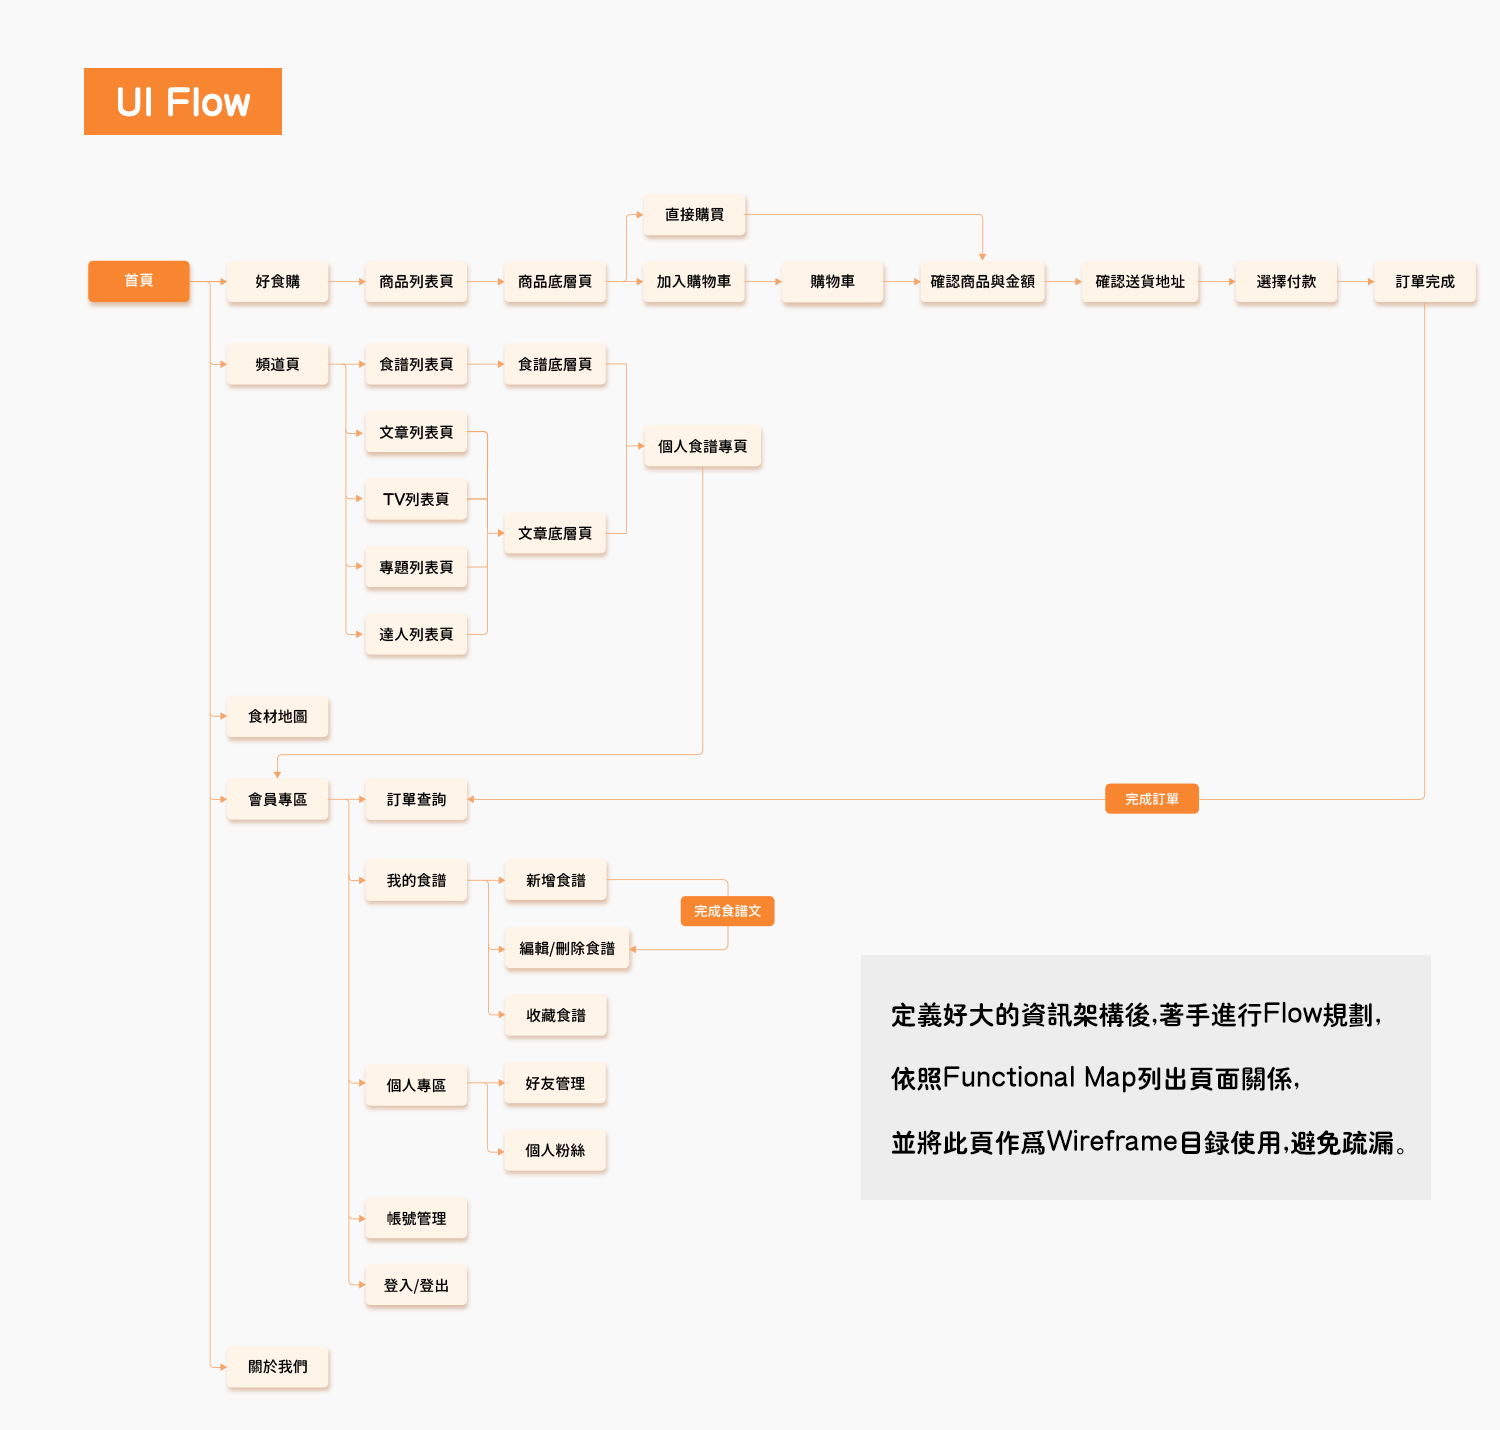 UI Flow
直接購買
首頁
好食購
商品列表頁
商品底層頁
加入購物車
購物車
確認商品與金額
確認送貨地址
選擇付款
訂單完成
頻道頁
食譜列表頁
食譜底層頁
文章列表頁
個人食譜專頁
TV列表頁
文章底層頁
專題列表頁
達人列表頁
食材地圖
會員專區
訂單查詢
完成訂單
我的食譜
新增食譜
完成食譜文
編輯/刪除食譜
收藏食譜
個人專區
好友管理
個人粉絲
帳號管理
登入/登出
關於我們
定義好大的資訊架構後,著手進行Flow規劃,
依照Functional Map列出頁面關係,
並將此頁作爲Wireframe目録使用,避免疏漏。